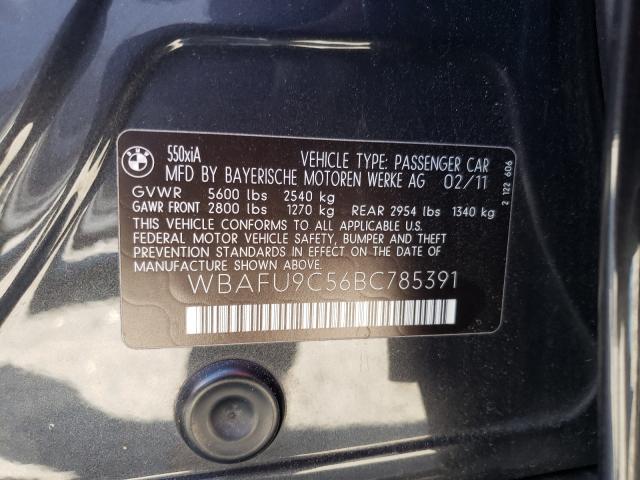 BMW
550xiA VEHICLE TYPE: PASSENGER CAR
MFD BY BAYERISCHE MOTOREN WERKE AG 02/11
GVWR 5600 lbs 2540 kg
GAWR FRONT 2800 lbs 1270 kg REAR 2954 lbs 1340 kg
THIS VEHICLE CONFORMS TO ALL APPLICABLE U.S.
FEDERAL MOTOR VEHICLE SAFETY, BUMPER AND THEFT
PREVENTION STANDARDS IN EFFECT ON THE DATE OF
MANUFACTURE SHOWN ABOVE.
WBAFU9C56BC785391
2 122 606